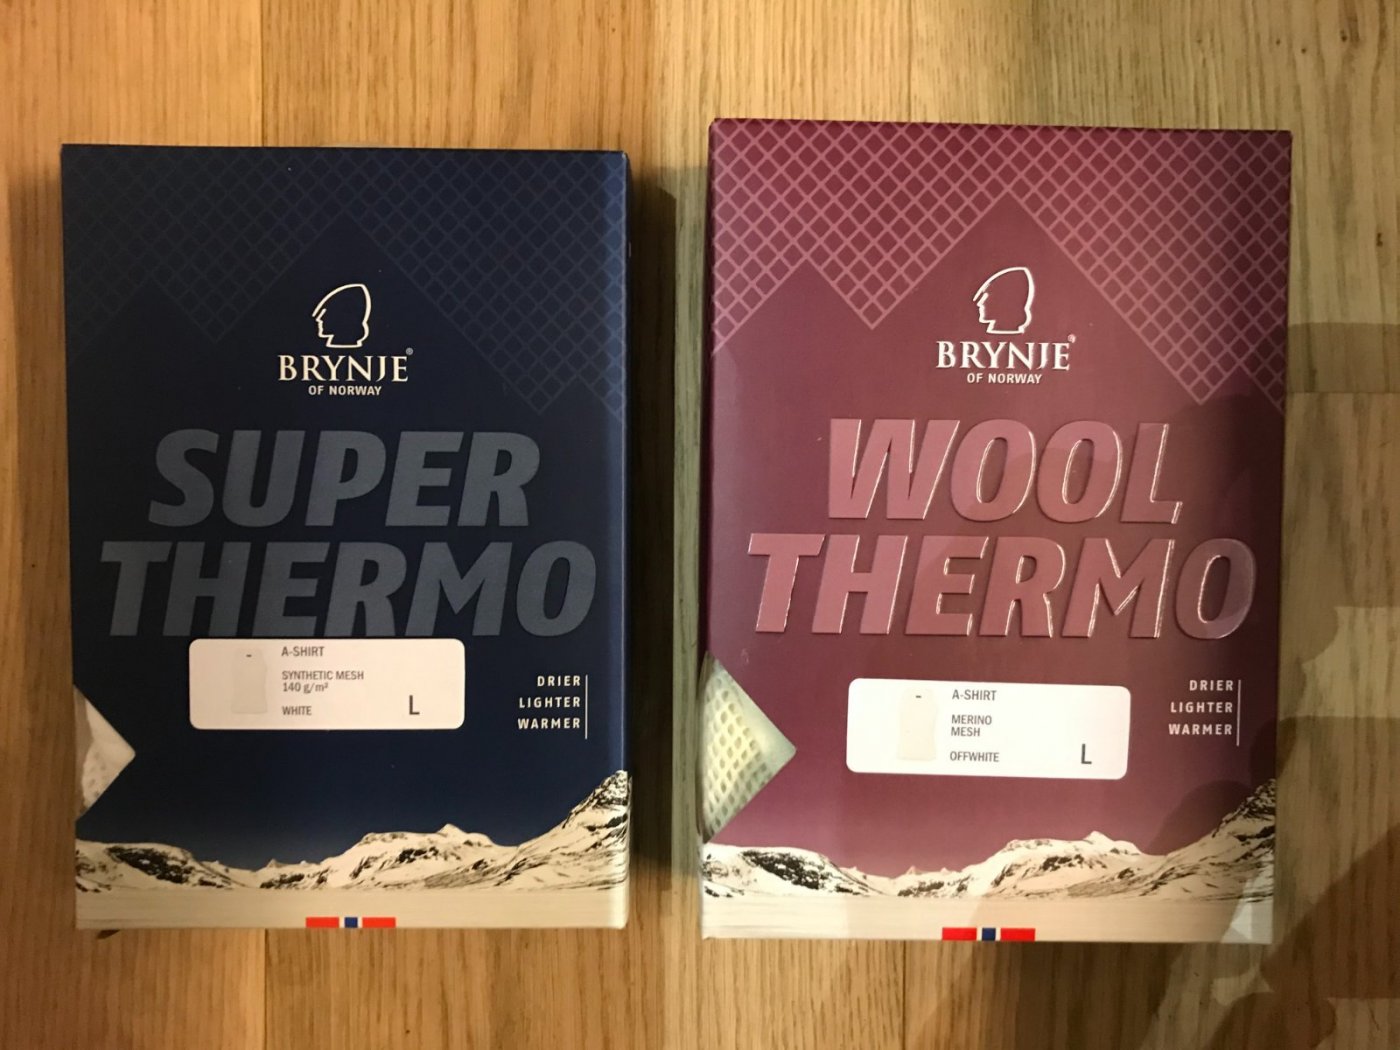 BRYNJE®
OF NORWAY
SUPER
THERMO
A-SHIRT
SYNTHETIC MESH
140 g/m²
WHITE
L
DRIER
LIGHTER
WARMER
BRYNJE®
OF NORWAY
WOOL
THERMO
A-SHIRT
MERINO
MESH
OFFWHITE
L
DRIER
LIGHTER
WARMER